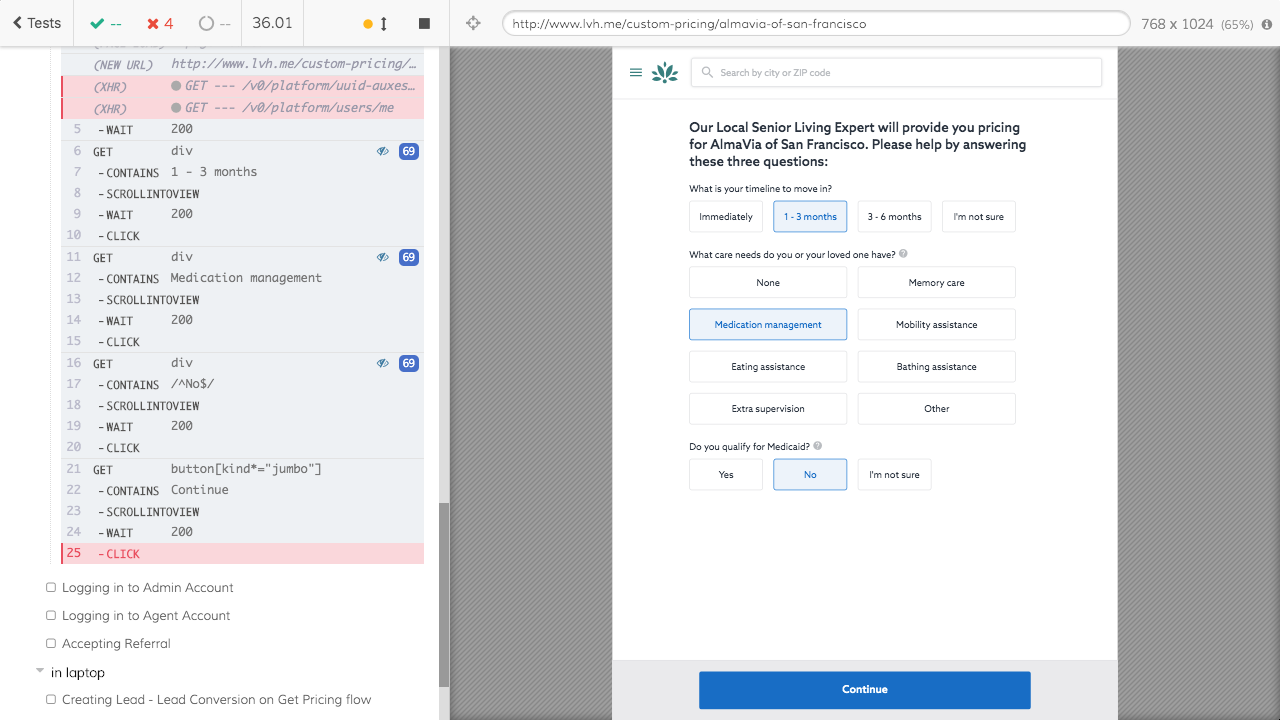 Tests
--
4
--
36.01
http://www.lvh.me/custom-pricing/almavia-of-san-francisco
768 x 1024 (65%)
(NEW URL) http://www.lvh.me/custom-pricing/…
(XHR) GET --- /v0/platform/uuid-auxes…
(XHR) GET --- /v0/platform/users/me
5 -WAIT 200
6 GET div 69
7 -CONTAINS 1 - 3 months
8 -SCROLLINTOVIEW
9 -WAIT 200
10 -CLICK
11 GET div 69
12 -CONTAINS Medication management
13 -SCROLLINTOVIEW
14 -WAIT 200
15 -CLICK
16 GET div 69
17 -CONTAINS /^No$/
18 -SCROLLINTOVIEW
19 -WAIT 200
20 -CLICK
21 GET button[kind*="jumbo"]
22 -CONTAINS Continue
23 -SCROLLINTOVIEW
24 -WAIT 200
25 -CLICK
Logging in to Admin Account
Logging in to Agent Account
Accepting Referral
in laptop
Creating Lead - Lead Conversion on Get Pricing flow
Search by city or ZIP code
Our Local Senior Living Expert will provide you pricing
for AlmaVia of San Francisco. Please help by answering
these three questions:
What is your timeline to move in?
Immediately
1 - 3 months
3 - 6 months
I'm not sure
What care needs do you or your loved one have? ?
None
Memory care
Medication management
Mobility assistance
Eating assistance
Bathing assistance
Extra supervision
Other
Do you qualify for Medicaid? ?
Yes
No
I'm not sure
Continue